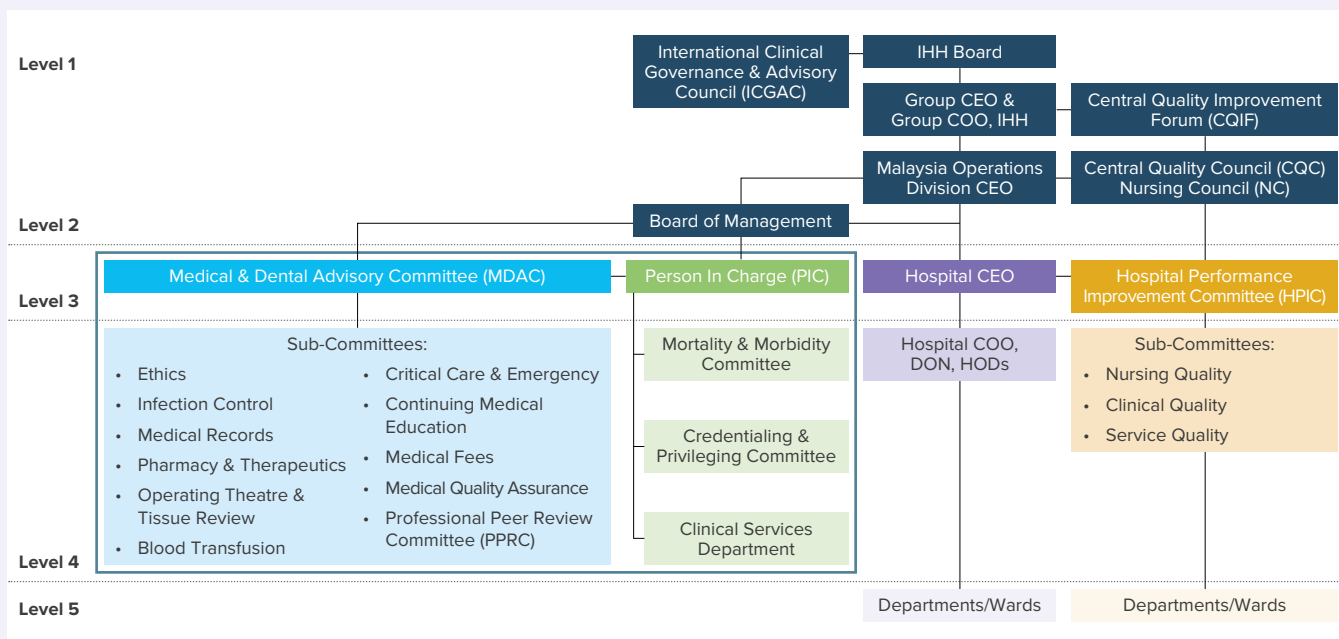 Level 1
International Clinical
Governance & Advisory
Council (ICGAC)
IHH Board
Group CEO &
Group COO, IHH
Central Quality Improvement
Forum (CQIF)
Malaysia Operations
Division CEO
Central Quality Council (CQC)
Nursing Council (NC)
Level 2
Board of Management
Level 3
Medical & Dental Advisory Committee (MDAC)
Person In Charge (PIC)
Hospital CEO
Hospital Performance
Improvement Committee (HPIC)
Sub-Committees:
• Ethics
• Infection Control
• Medical Records
• Pharmacy & Therapeutics
• Operating Theatre &
Tissue Review
• Blood Transfusion
• Critical Care & Emergency
• Continuing Medical
Education
• Medical Fees
• Medical Quality Assurance
• Professional Peer Review
Committee (PPRC)
Mortality & Morbidity
Committee
Credentialing &
Privileging Committee
Clinical Services
Department
Hospital COO,
DON, HODs
Sub-Committees:
• Nursing Quality
• Clinical Quality
• Service Quality
Level 4
Level 5
Departments/Wards
Departments/Wards